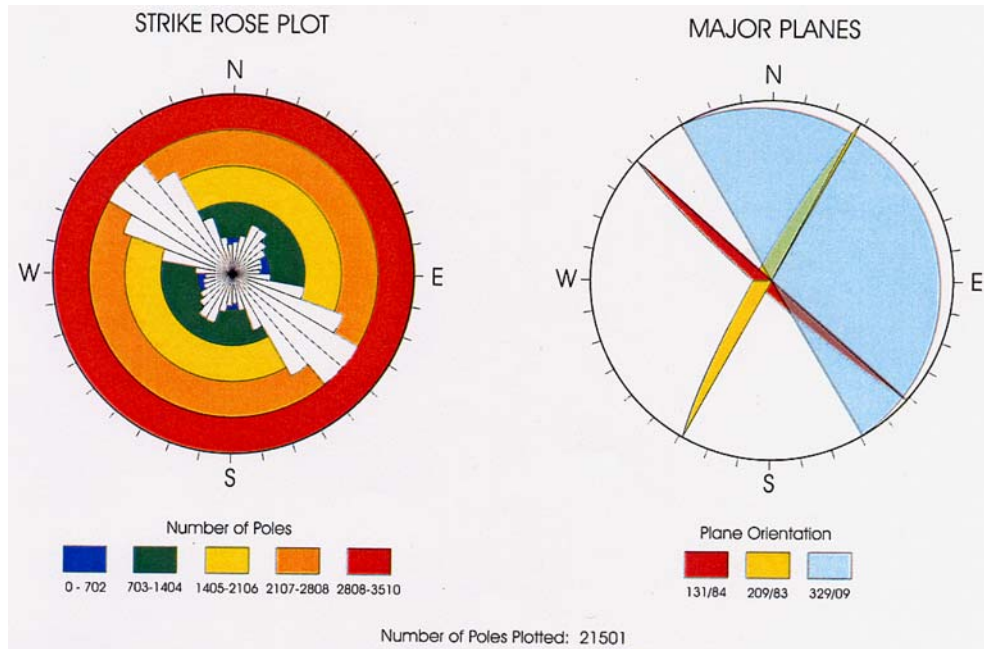 STRIKE ROSE PLOT
MAJOR PLANES
N
W
E
S
N
W
E
S
Number of Poles
0 - 702
703-1404
1405-2106
2107-2808
2808-3510
Plane Orientation
131/84
209/83
329/09
Number of Poles Plotted: 21501